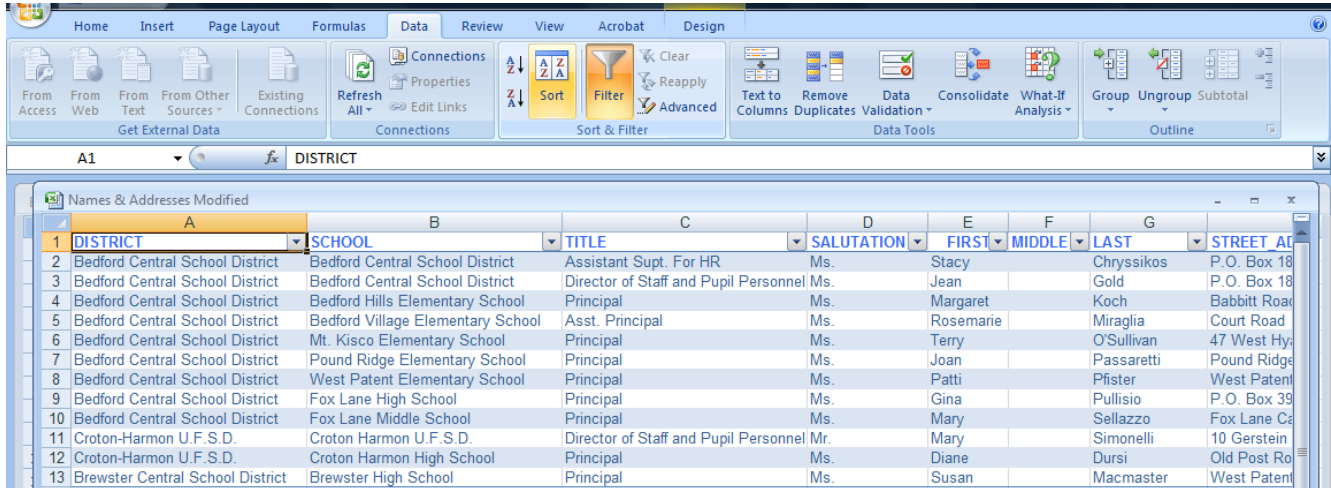 Home Insert Page Layout Formulas Data Review View Acrobat Design
Connections Clear
Properties Reapply
Edit Links Advanced
From Access From Web From Text From Other Sources Existing Connections Refresh All Sort Filter Text to Columns Remove Duplicates Data Validation Consolidate What-If Analysis Group Ungroup Subtotal
Get External Data Connections Sort & Filter Data Tools Outline
A1 fx DISTRICT
Names & Addresses Modified
A B C D E F G
1 DISTRICT SCHOOL TITLE SALUTATION FIRST MIDDLE LAST
2 Bedford Central School District Bedford Central School District Assistant Supt. For HR Ms. Stacy Chryssikos P.O. Box 18
3 Bedford Central School District Bedford Central School District Director of Staff and Pupil Personnel Ms. Jean Gold P.O. Box 18
4 Bedford Central School District Bedford Hills Elementary School Principal Ms. Margaret Koch Babbitt Road
5 Bedford Central School District Bedford Village Elementary School Asst. Principal Ms. Rosemarie Miraglia Court Road
6 Bedford Central School District Mt. Kisco Elementary School Principal Ms. Terry O'Sullivan 47 West
7 Bedford Central School District Pound Ridge Elementary School Principal Ms. Joan Passaretti Pound Ridge
8 Bedford Central School District West Patent Elementary School Principal Ms. Patti Pfister West Patent
9 Bedford Central School District Fox Lane High School Principal Ms. Gina Pullisio P.O. Box 39
10 Bedford Central School District Fox Lane Middle School Principal Ms. Mary Sellazzo Fox Lane
11 Croton-Harmon U.F.S.D. Croton Harmon U.F.S.D. Director of Staff and Pupil Personnel Mr. Mary Simonelli 10 Gerstein
12 Croton-Harmon U.F.S.D. Croton Harmon High School Principal Ms. Diane Dursi Old Post
13 Brewster Central School District Brewster High School Principal Ms. Susan Macmaster West Patent